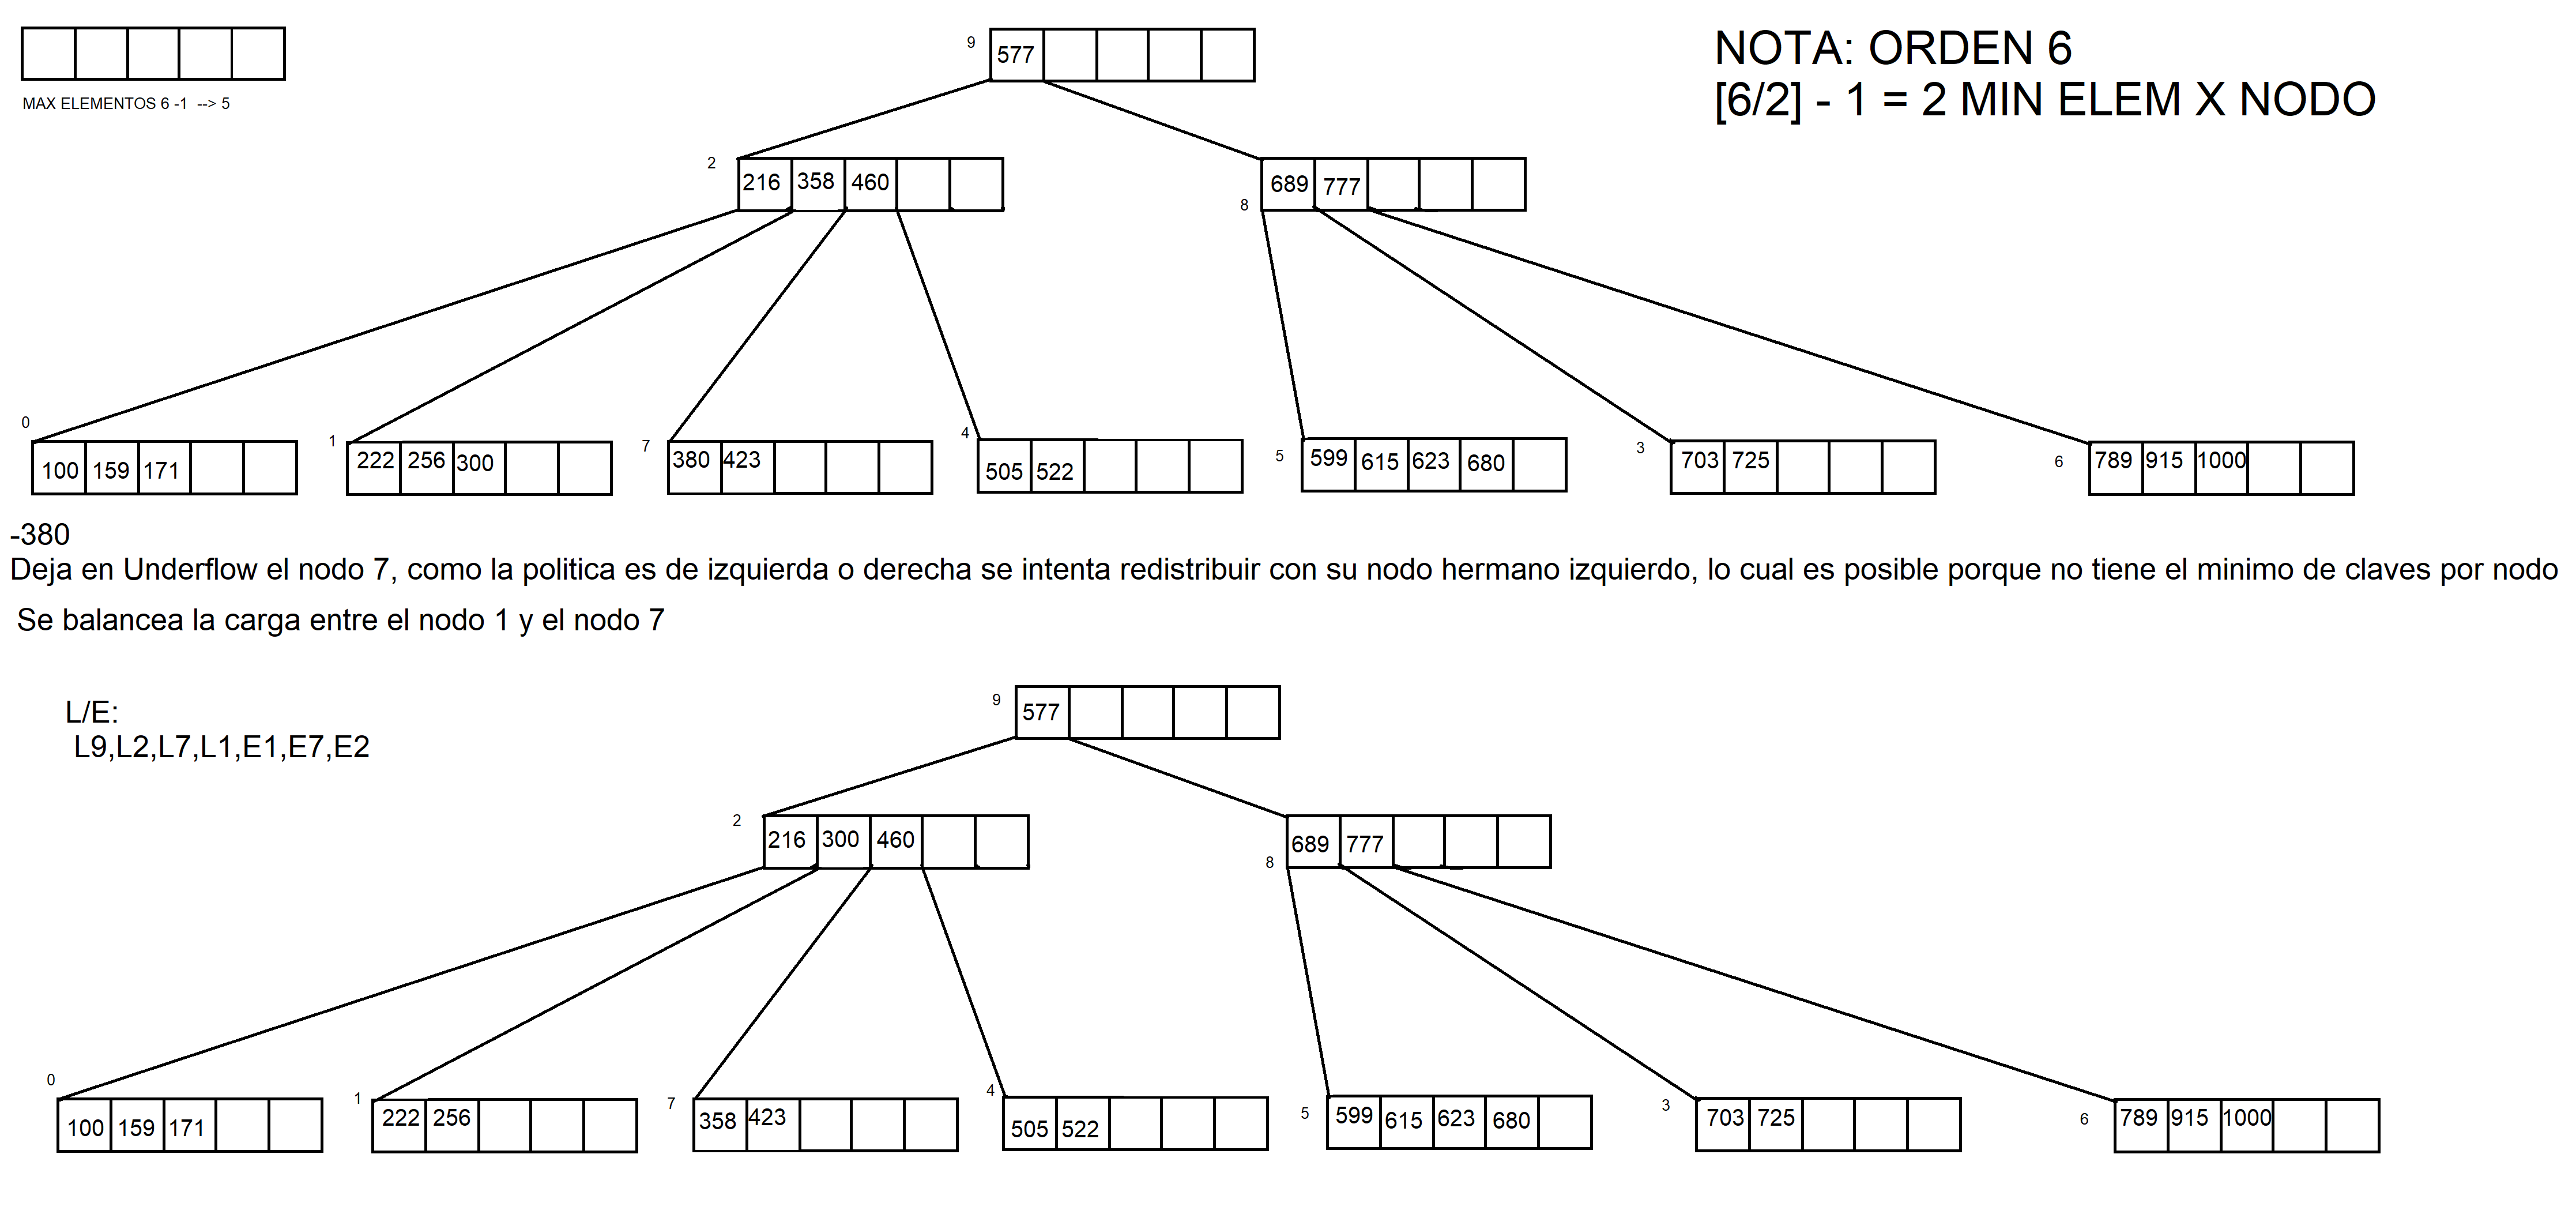 NOTA: ORDEN 6
[6/2] - 1 = 2 MIN ELEM X NODO
MAX ELEMENTOS 6 -1 --> 5
9
577
2
216 358 460
8
689 777
0
100 159 171
1
222 256 300
7
380 423
4
505 522
5
599 615 623 680
3
703 725
6
789 915 1000
-380
Deja en Underflow el nodo 7, como la politica es de izquierda o derecha se intenta redistribuir con su nodo hermano izquierdo, lo cual es posible porque no tiene el minimo de claves por nodo
Se balancea la carga entre el nodo 1 y el nodo 7
L/E:
L9,L2,L7,L1,E1,E7,E2
9
577
2
216 300 460
8
689 777
0
100 159 171
1
222 256
7
358 423
4
505 522
5
599 615 623 680
3
703 725
6
789 915 1000